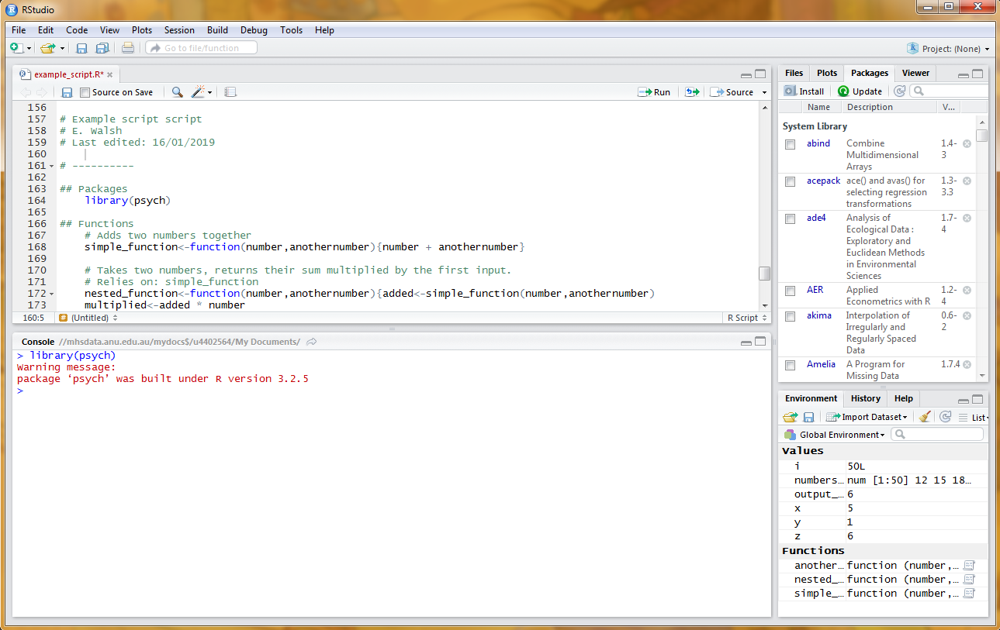 RStudio
File Edit Code View Plots Session Build Debug Tools Help
Go to file/function
Project: (None)
example_script.R*
Source on Save
Run
Source
156
157 # Example script script
158 # E. Walsh
159 # Last edited: 16/01/2019
160
161 # ----------
162
163 ## Packages
164 library(psych)
165
166 ## Functions
167 # Adds two numbers together
168 simple_function<-function(number,anothernumber){number + anothernumber}
169
170 # Takes two numbers, returns their sum multiplied by the first input.
171 # Relies on: simple_function
172 nested_function<-function(number,anothernumber){added<-simple_function(number,anothernumber)
173 multiplied<-added * number
160:5 # (Untitled) R Script
Console //mhsdata.anu.edu.au/mydocs$/u4402564/My Documents/
> library(psych)
Warning message:
package ‘psych’ was built under R version 3.2.5
>
Files Plots Packages Viewer
Install Update
Name Description V...
System Library
abind Combine 1.4-
Multidimensional 3
Arrays
acepack ace() and avas() for 1.3-
selecting regression 3.3
transformations
ade4 Analysis of 1.7-
Ecological Data : 4
Exploratory and
Euclidean Methods
in Environmental
Sciences
AER Applied 1.2-
Econometrics with R 4
akima Interpolation of 0.6-
Irregularly and 2
Regularly Spaced
Data
Amelia A Program for 1.7.4
Missing Data
Environment History Help
Import Dataset List
Global Environment
Values
i 50L
numbers… num [1:50] 12 15 18…
output_… 6
x 5
y 1
z 6
Functions
another… function (number,…
nested_… function (number,…
simple_… function (number,…